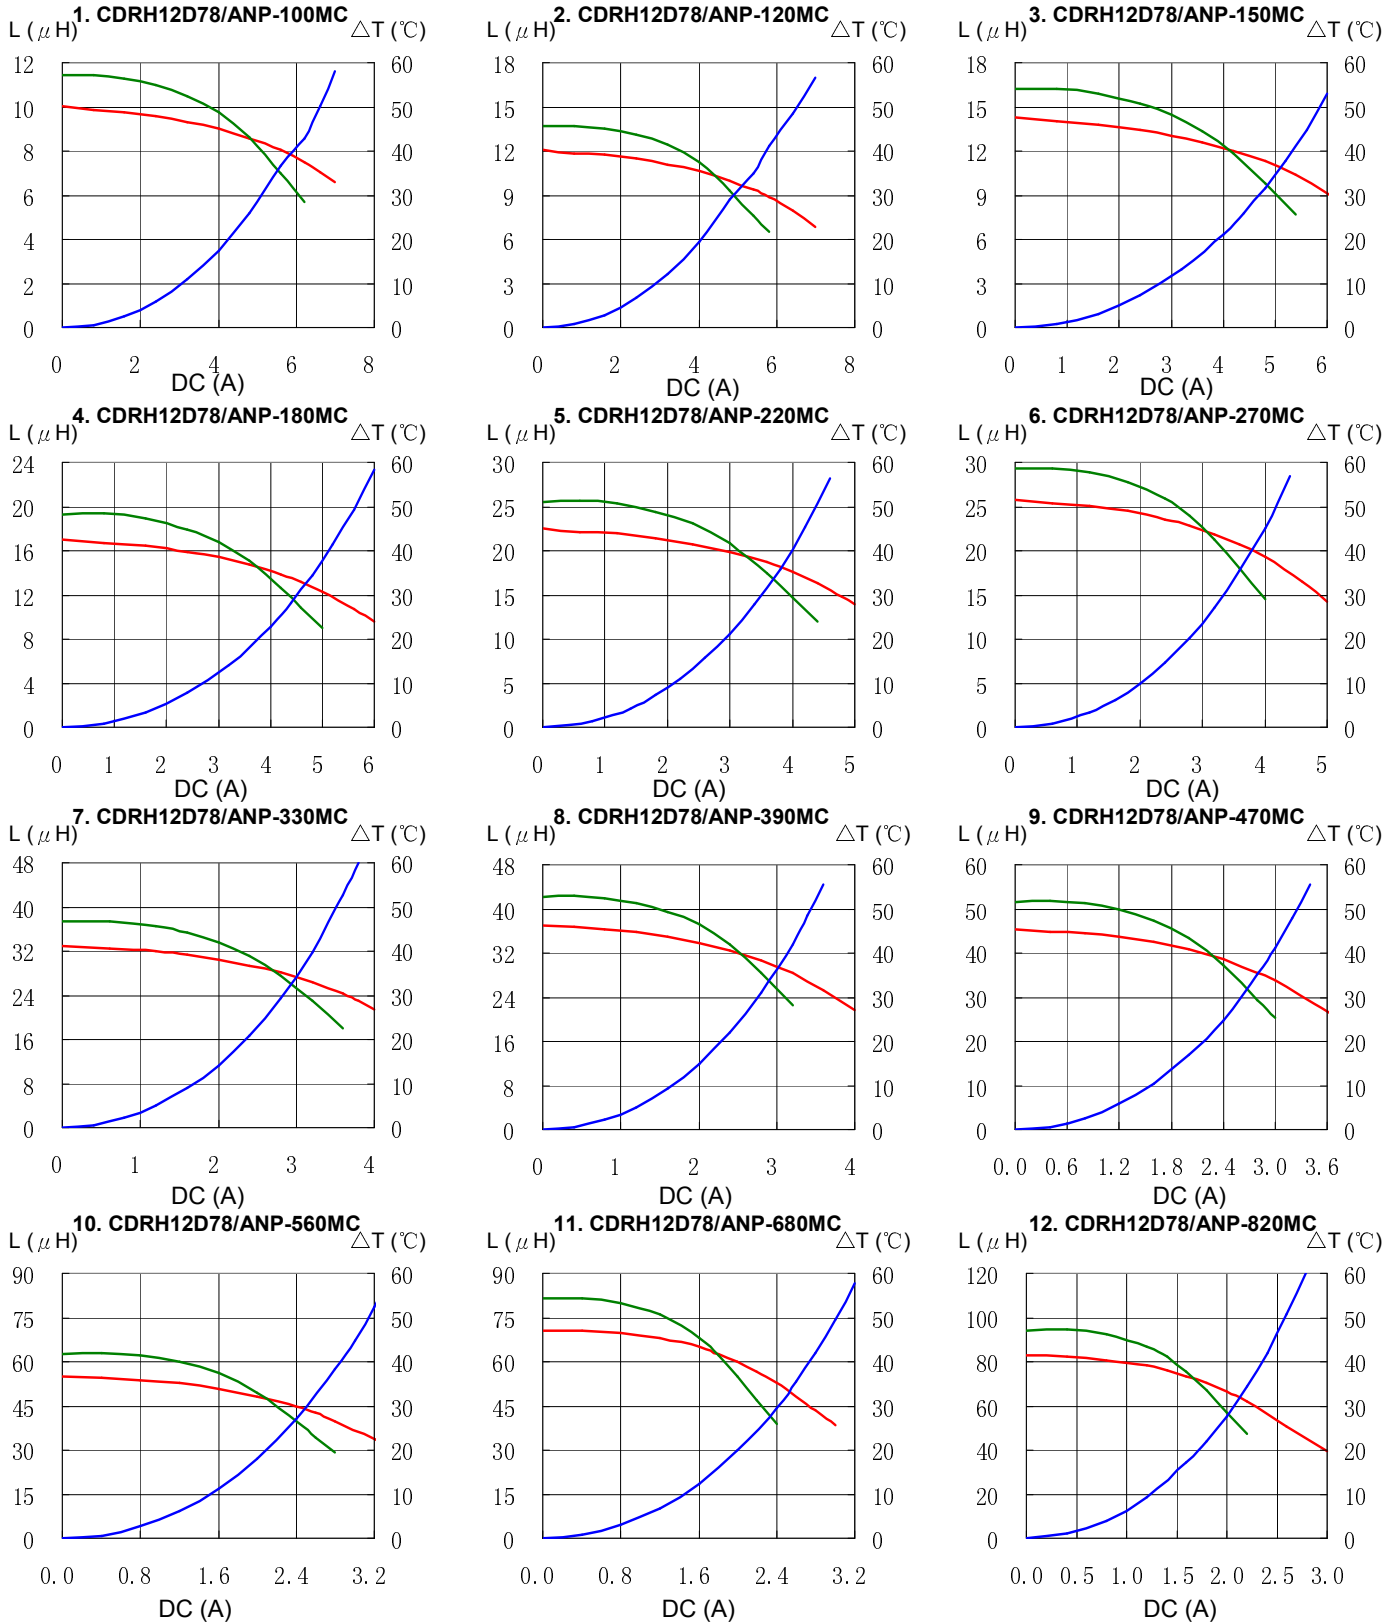 1. CDRH12D78/ANP-100MC
L ( μ H) △T (℃)
12 60
10 50
8 40
6 30
4 20
2 10
0 0
0 2 4 6 8
DC (A)
2. CDRH12D78/ANP-120MC
L ( μ H) △T (℃)
18 60
15 50
12 40
9 30
6 20
3 10
0 0
0 2 4 6 8
DC (A)
3. CDRH12D78/ANP-150MC
L ( μ H) △T (℃)
18 60
15 50
12 40
9 30
6 20
3 10
0 0
0 1 2 3 4 5 6
DC (A)
4. CDRH12D78/ANP-180MC
L ( μ H) △T (℃)
24 60
20 50
16 40
12 30
8 20
4 10
0 0
0 1 2 3 4 5 6
DC (A)
5. CDRH12D78/ANP-220MC
L ( μ H) △T (℃)
30 60
25 50
20 40
15 30
10 20
5 10
0 0
0 1 2 3 4 5
DC (A)
6. CDRH12D78/ANP-270MC
L ( μ H) △T (℃)
30 60
25 50
20 40
15 30
10 20
5 10
0 0
0 1 2 3 4 5
DC (A)
7. CDRH12D78/ANP-330MC
L ( μ H) △T (℃)
48 60
40 50
32 40
24 30
16 20
8 10
0 0
0 1 2 3 4
DC (A)
8. CDRH12D78/ANP-390MC
L ( μ H) △T (℃)
48 60
40 50
32 40
24 30
16 20
8 10
0 0
0 1 2 3 4
DC (A)
9. CDRH12D78/ANP-470MC
L ( μ H) △T (℃)
60 60
50 50
40 40
30 30
20 20
10 10
0 0
0.0 0.6 1.2 1.8 2.4 3.0 3.6
DC (A)
10. CDRH12D78/ANP-560MC
L ( μ H) △T (℃)
90 60
75 50
60 40
45 30
30 20
15 10
0 0
0.0 0.8 1.6 2.4 3.2
DC (A)
11. CDRH12D78/ANP-680MC
L ( μ H) △T (℃)
90 60
75 50
60 40
45 30
30 20
15 10
0 0
0.0 0.8 1.6 2.4 3.2
DC (A)
12. CDRH12D78/ANP-820MC
L ( μ H) △T (℃)
120 60
100 50
80 40
60 30
40 20
20 10
0 0
0.0 0.5 1.0 1.5 2.0 2.5 3.0
DC (A)